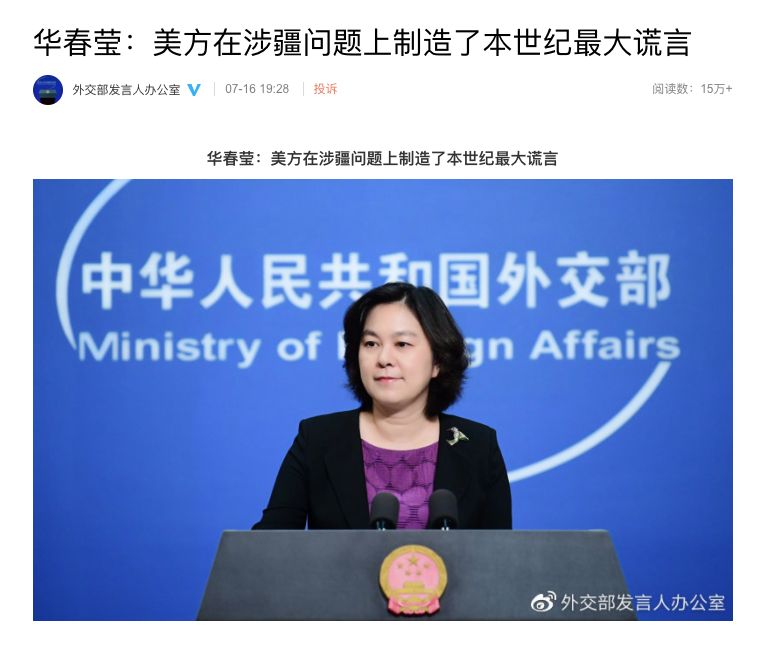 华春莹：美方在涉疆问题上制造了本世纪最大谎言
外交部发言人办公室 07-16 19:28 投诉 阅读数：15万+
华春莹：美方在涉疆问题上制造了本世纪最大谎言
中华人民共和国外交部
Ministry of gn Affairs
外交部发言人办公室